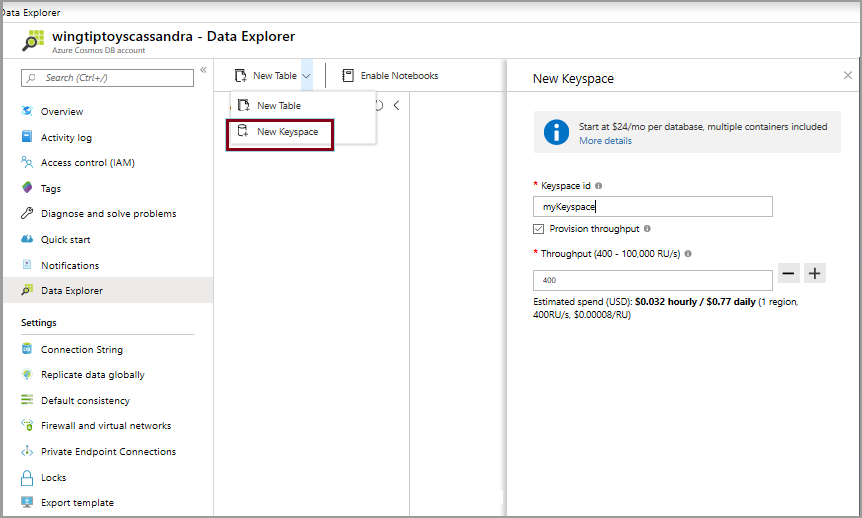 Data Explorer
wingtiptoyscassandra - Data Explorer
Azure Cosmos DB account
Search (Ctrl+/)
«
Overview
Activity log
Access control (IAM)
Tags
Diagnose and solve problems
Quick start
Notifications
Data Explorer
Settings
Connection String
Replicate data globally
Default consistency
Firewall and virtual networks
Private Endpoint Connections
Locks
Export template
New Table
Enable Notebooks
New Table
New Keyspace
New Keyspace
Start at $24/mo per database, multiple containers included
More details
* Keyspace id
myKeyspace
Provision throughput
* Throughput (400 - 100,000 RU/s)
400
Estimated spend (USD): $0.032 hourly / $0.77 daily (1 region,
400RU/s, $0.00008/RU)